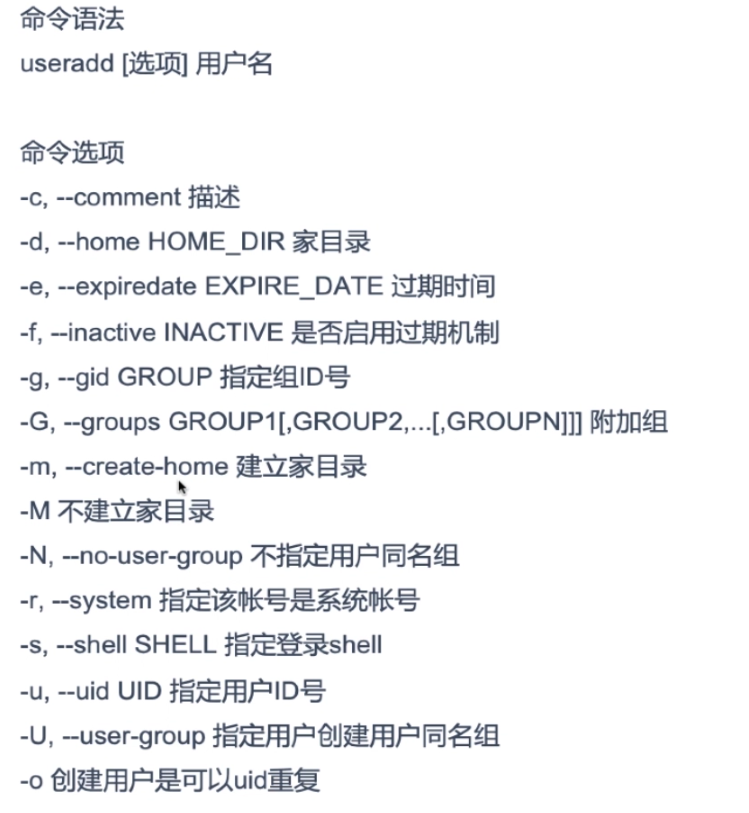 命令语法
useradd [选项] 用户名
命令选项
-c, --comment 描述
-d, --home HOME_DIR 家目录
-e, --expiredate EXPIRE_DATE 过期时间
-f, --inactive INACTIVE 是否启用过期机制
-g, --gid GROUP 指定组ID号
-G, --groups GROUP1[,GROUP2,...[,GROUPN]]] 附加组
-m, --create-home 建立家目录
-M 不建立家目录
-N, --no-user-group 不指定用户同名组
-r, --system 指定该帐号是系统帐号
-s, --shell SHELL 指定登录shell
-u, --uid UID 指定用户ID号
-U, --user-group 指定用户创建用户同名组
-o 创建用户是可以uid重复